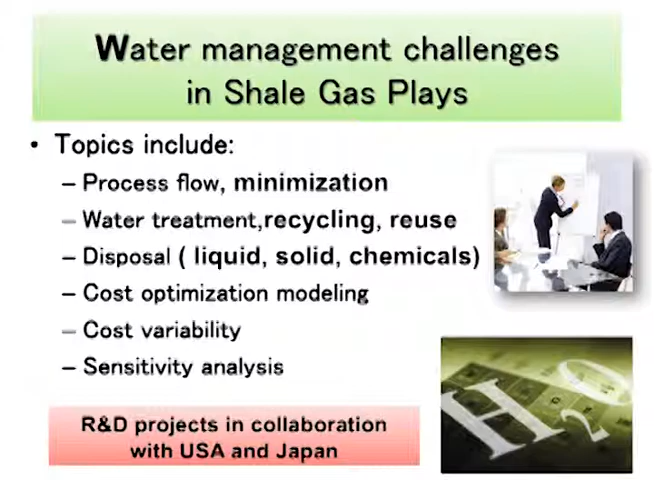 Water management challenges
in Shale Gas Plays
• Topics include:
– Process flow, minimization
– Water treatment,recycling, reuse
– Disposal ( liquid, solid, chemicals)
– Cost optimization modeling
– Cost variability
– Sensitivity analysis
R&D projects in collaboration
with USA and Japan
H2O